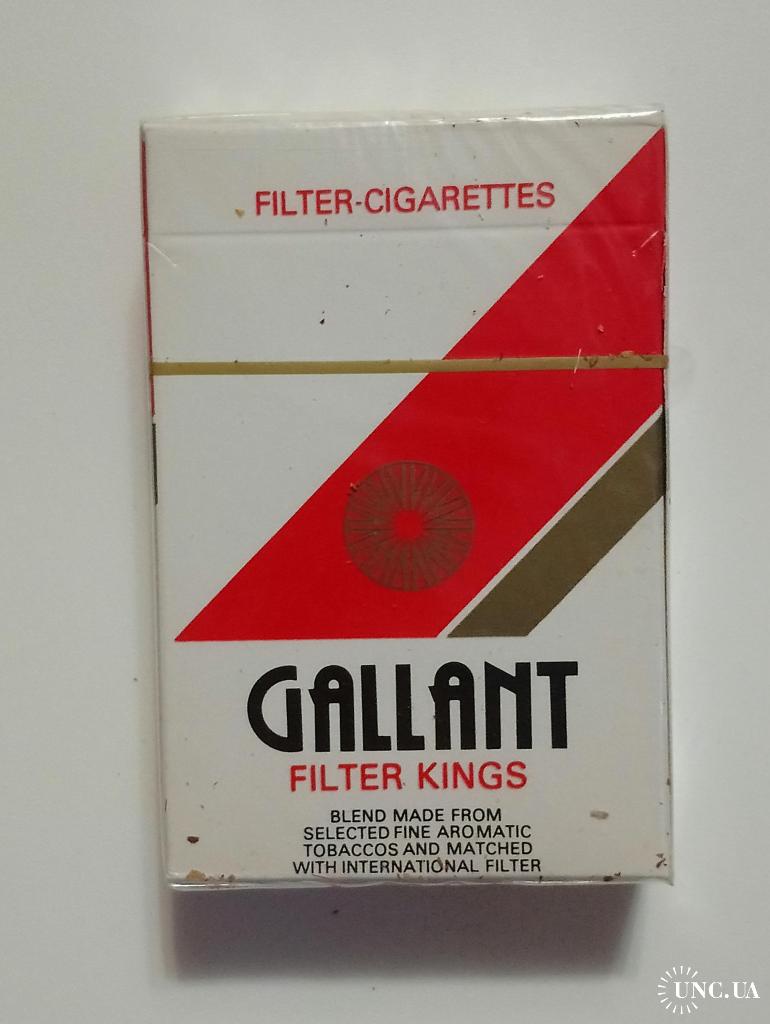 FILTER-CIGARETTES
GALLANT
FILTER KINGS
BLEND MADE FROM
SELECTED FINE AROMATIC
TOBACCOS AND MATCHED
WITH INTERNATIONAL FILTER
UNC.UA